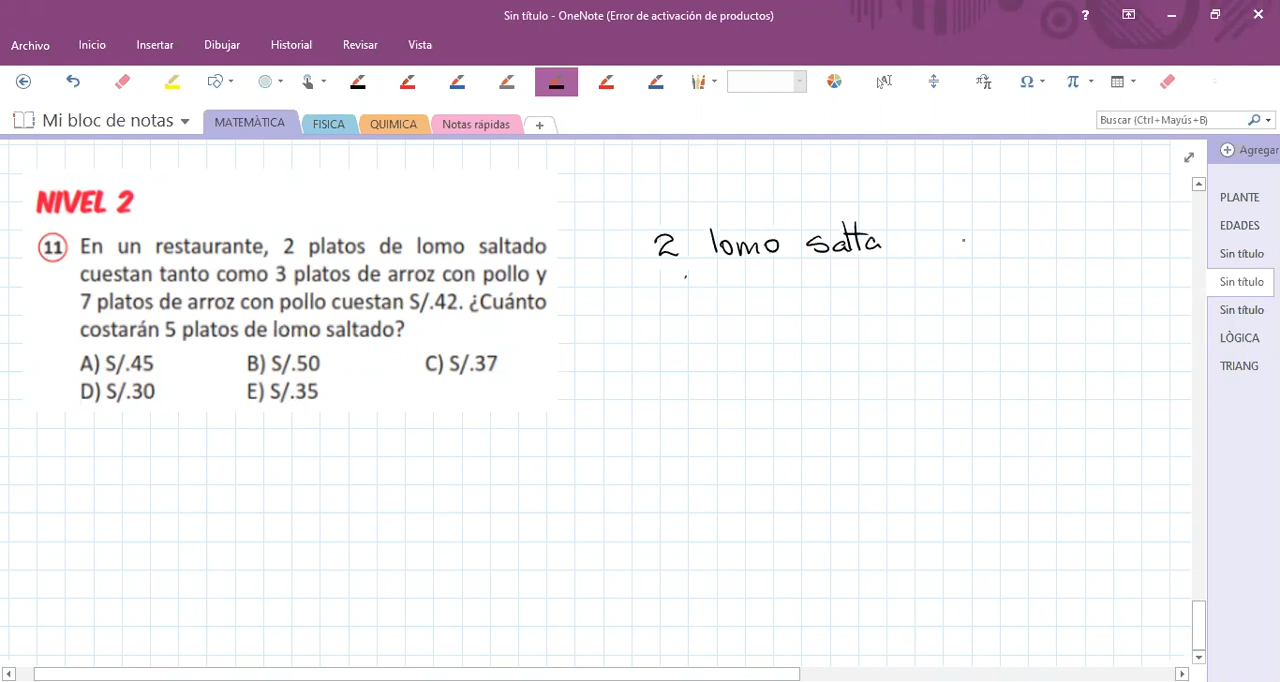 Sin título - OneNote (Error de activación de productos)
?
Archivo Inicio Insertar Dibujar Historial Revisar Vista
Mi bloc de notas MATEMÀTICA FISICA QUIMICA Notas rápidas +
Buscar (Ctrl+Mayús+B)
Agregar
PLANTE
EDADES
Sin título
Sin título
Sin título
LÒGICA
TRIANG
NIVEL 2
11 En un restaurante, 2 platos de lomo saltado
cuestan tanto como 3 platos de arroz con pollo y
7 platos de arroz con pollo cuestan S/.42. ¿Cuánto
costarán 5 platos de lomo saltado?
A) S/.45 B) S/.50 C) S/.37
D) S/.30 E) S/.35
2 lomo salta